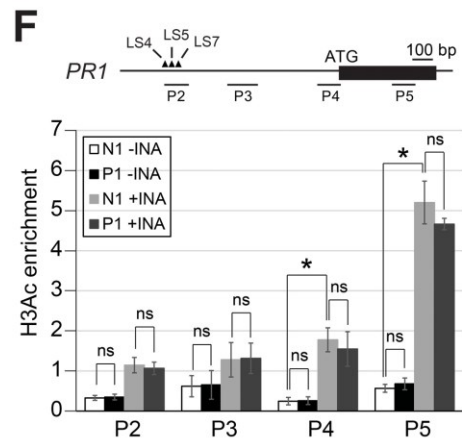 F
LS4 LS5 LS7
PR1
ATG
100 bp
P2 P3 P4 P5
H3Ac enrichment
7
6
5
4
3
2
1
0
N1 -INA
P1 -INA
N1 +INA
P1 +INA
ns ns ns ns ns * ns ns * ns
P2 P3 P4 P5